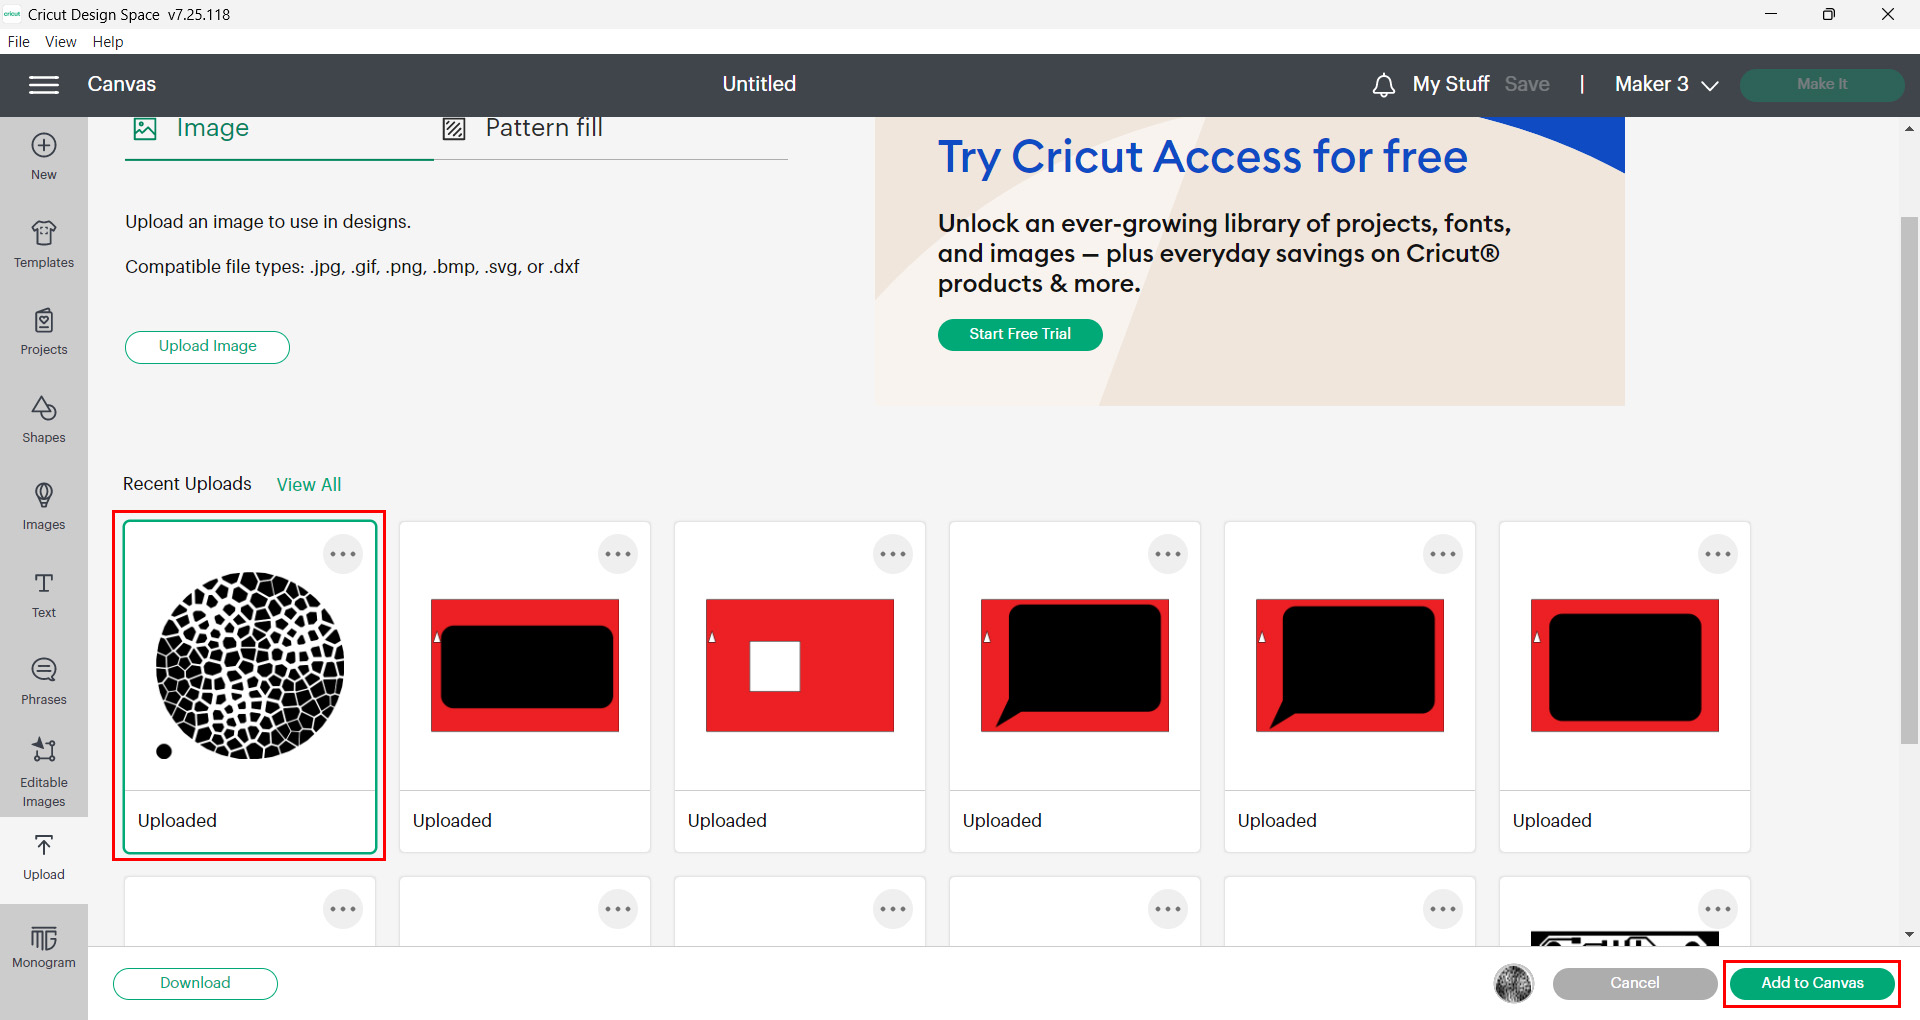 cricut Cricut Design Space v7.25.118
File View Help
Canvas
Untitled
My Stuff Save | Maker 3
Make It
New
Templates
Projects
Shapes
Images
Text
Phrases
Editable
Images
Upload
Monogram
Image
Pattern fill
Upload an image to use in designs.
Compatible file types: .jpg, .gif, .png, .bmp, .svg, or .dxf
Upload Image
Try Cricut Access for free
Unlock an ever-growing library of projects, fonts,
and images — plus everyday savings on Cricut®
products & more.
Start Free Trial
Recent Uploads View All
Uploaded
Uploaded
Uploaded
Uploaded
Uploaded
Uploaded
Download
Cancel
Add to Canvas